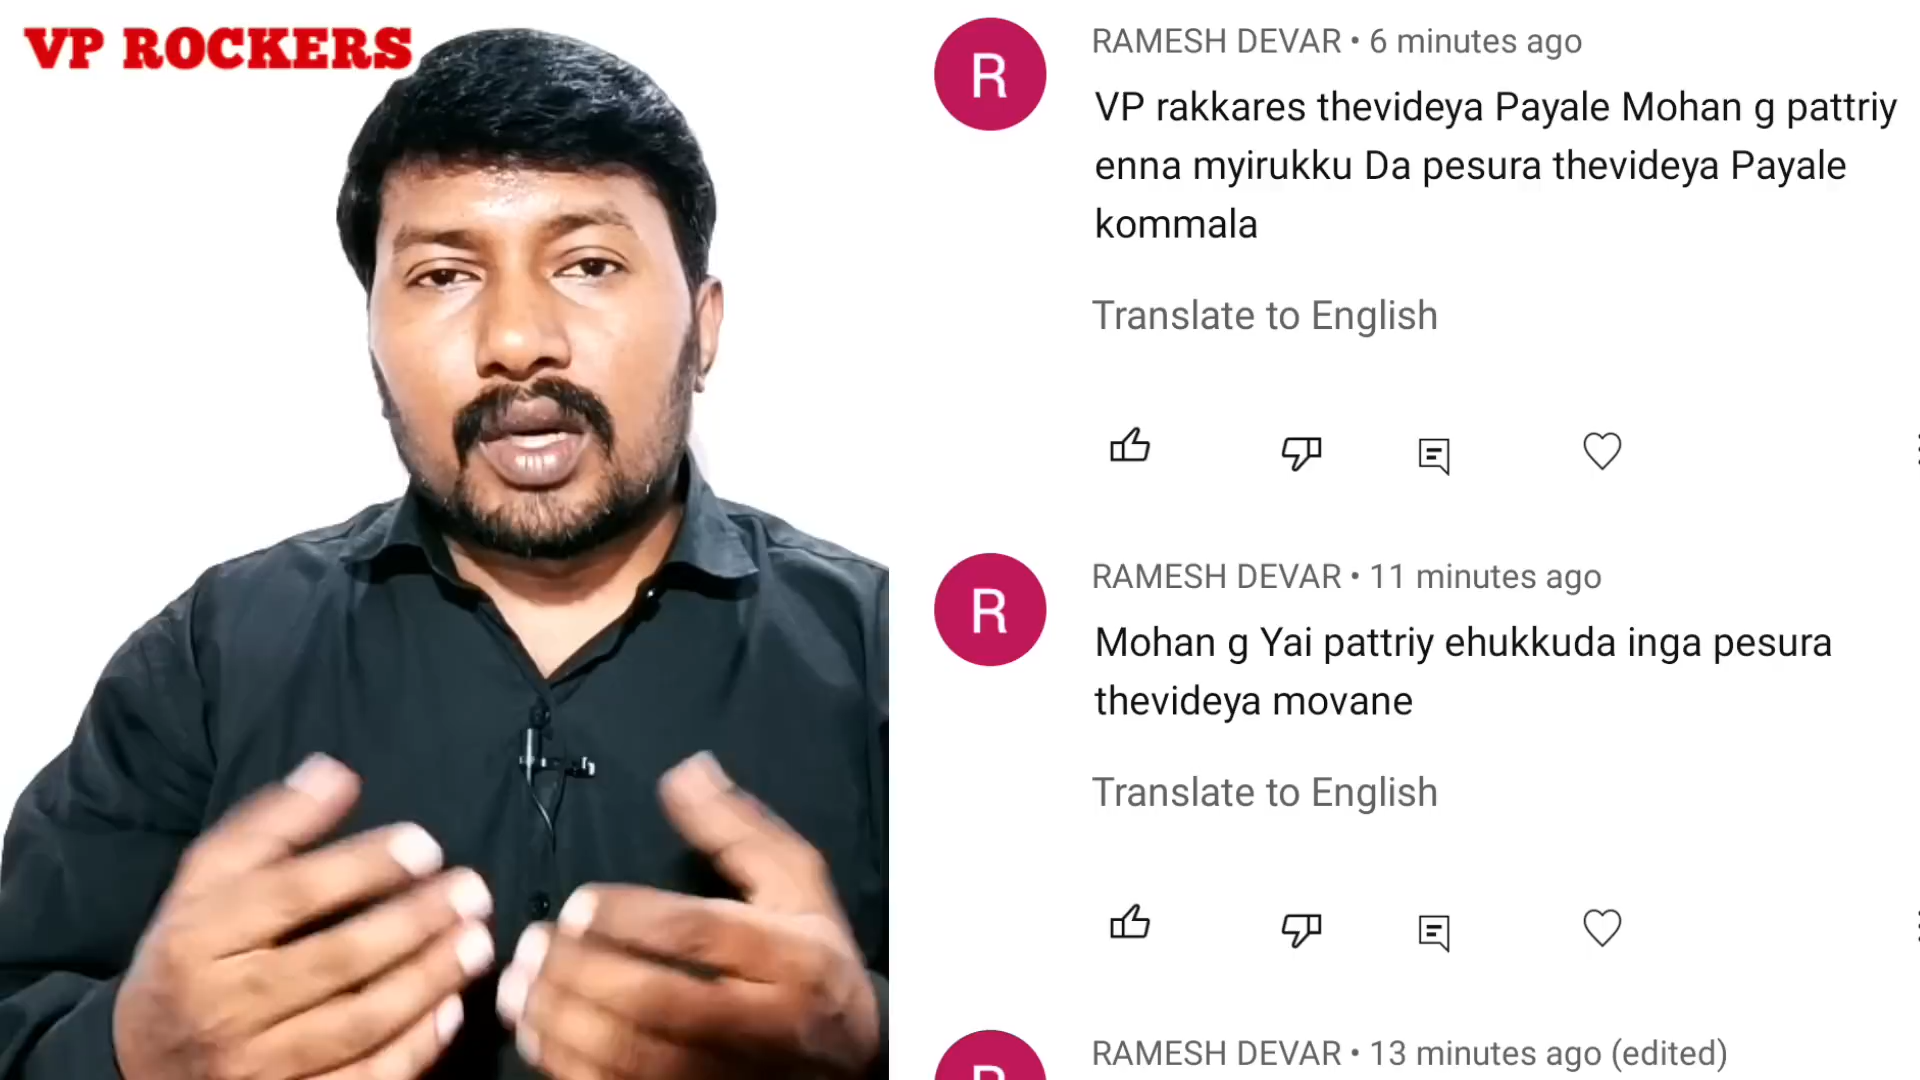 VP ROCKERS
RAMESH DEVAR • 6 minutes ago
VP rakkares thevideya Payale Mohan g pattriy
enna myirukku Da pesura thevideya Payale
kommala
Translate to English
RAMESH DEVAR • 11 minutes ago
Mohan g Yai pattriy ehukkuda inga pesura
thevideya movane
Translate to English
RAMESH DEVAR • 13 minutes ago (edited)